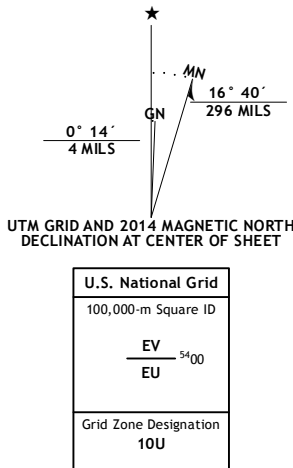 ★
MN
GN
16° 40´
296 MILS
0° 14´
4 MILS
UTM GRID AND 2014 MAGNETIC NORTH
DECLINATION AT CENTER OF SHEET
U.S. National Grid
100,000-m Square ID
EV
5400
EU
Grid Zone Designation
10U